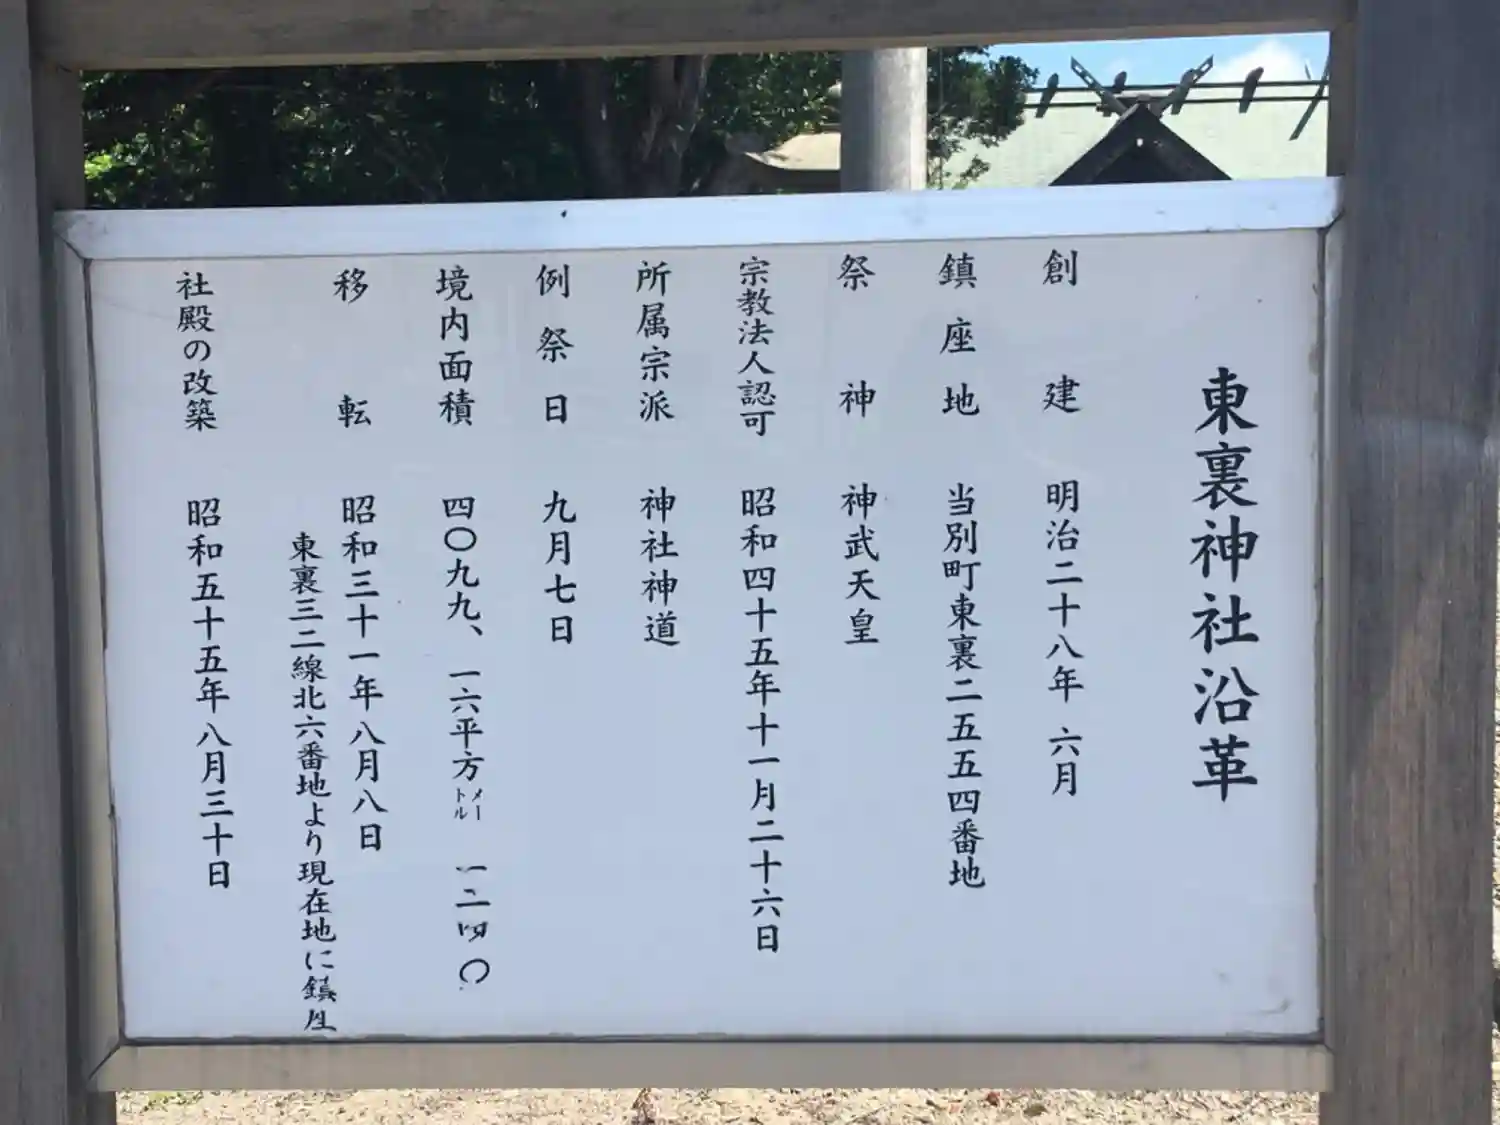 東裏神社沿革
創建 明治二十八年 六月
鎮座地 当別町東裏二五五四番地
祭神 神武天皇
宗教法人認可 昭和四十五年十一月二十六日
所属宗派 神社神道
例祭日 九月七日
境内面積 四〇九九、一六平方メートル 一二四〇
移転 昭和三十一年八月八日
東裏三二線北六番地より現在地に鎮
社殿の改築 昭和五十五年八月三十日